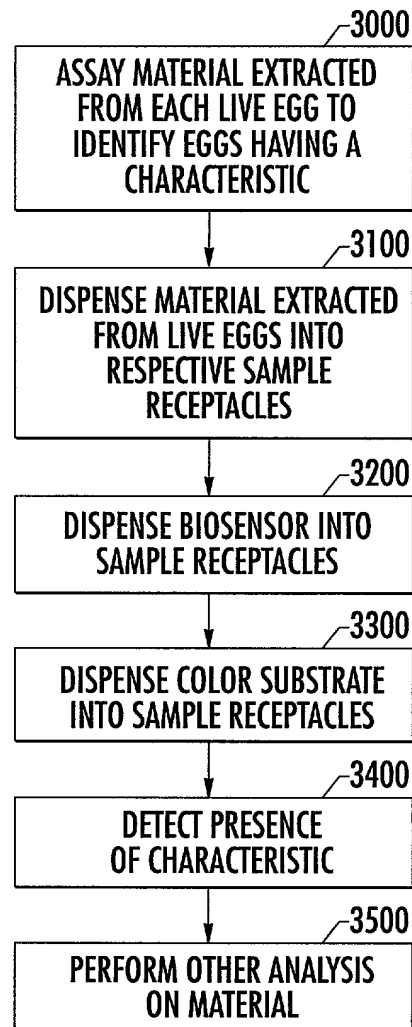 3000
ASSAY MATERIAL EXTRACTED
FROM EACH LIVE EGG TO
IDENTIFY EGGS HAVING A
CHARACTERISTIC
3100
DISPENSE MATERIAL EXTRACTED
FROM LIVE EGGS INTO
RESPECTIVE SAMPLE
RECEPTACLES
3200
DISPENSE BIOSENSOR INTO
SAMPLE RECEPTACLES
3300
DISPENSE COLOR SUBSTRATE
INTO SAMPLE RECEPTACLES
3400
DETECT PRESENCE
OF CHARACTERISTIC
3500
PERFORM OTHER ANALYSIS
ON MATERIAL